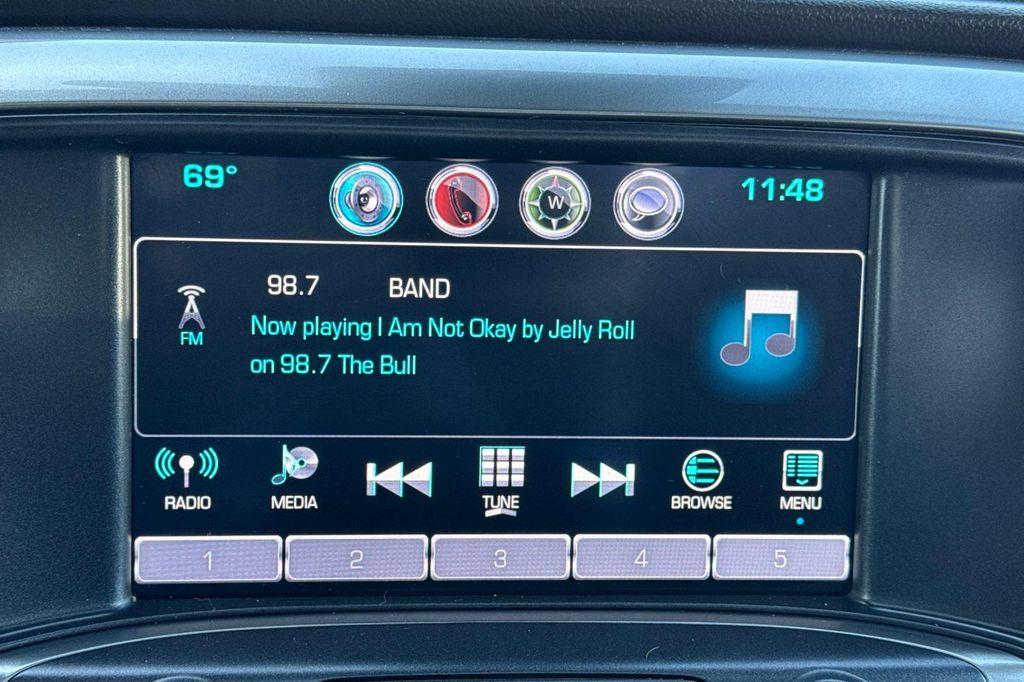 69° W 11:48
98.7 BAND
FM
Now playing I Am Not Okay by Jelly Roll
on 98.7 The Bull
RADIO MEDIA TUNE BROWSE MENU
1 2 3 4 5